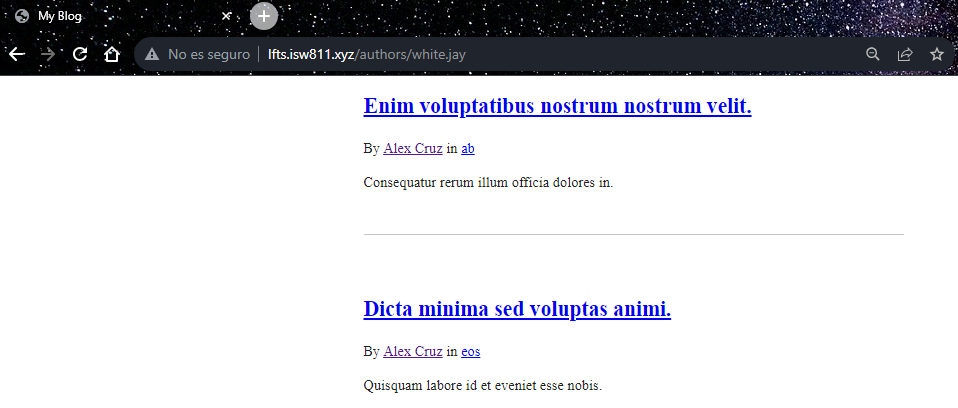 My Blog
No es seguro lfts.isw811.xyz/authors/white.jay
Enim voluptatibus nostrum nostrum velit.
By Alex Cruz in ab
Consequatur rerum illum officia dolores in.
Dicta minima sed voluptas animi.
By Alex Cruz in eos
Quisquam labore id et eveniet esse nobis.